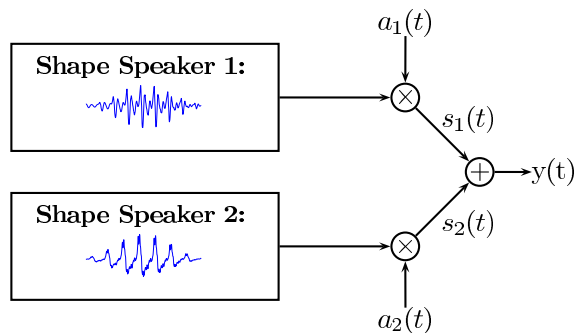 a₁(t)
Shape Speaker 1:
×
s₁(t)
+
y(t)
Shape Speaker 2:
s₂(t)
×
a₂(t)